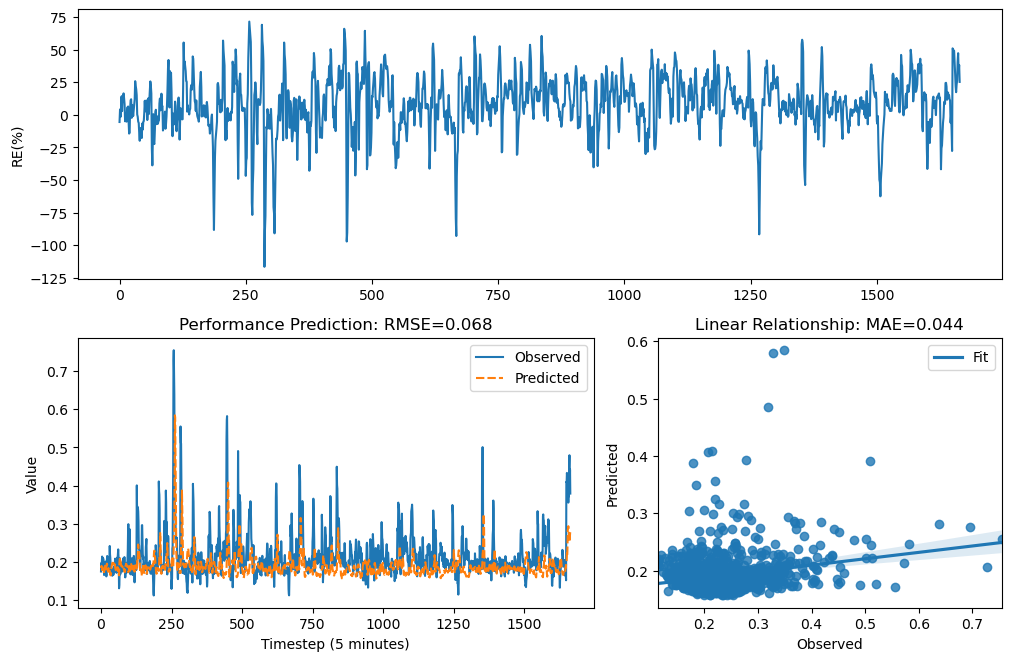 RE(%)
75
50
25
0
−25
−50
−75
−100
−125
0 250 500 750 1000 1250 1500
Performance Prediction: RMSE=0.068
Value
0.7
0.6
0.5
0.4
0.3
0.2
0.1
Observed
Predicted
0 250 500 750 1000 1250 1500
Timestep (5 minutes)
Linear Relationship: MAE=0.044
Predicted
0.6
0.5
0.4
0.3
0.2
Fit
0.2 0.3 0.4 0.5 0.6 0.7
Observed